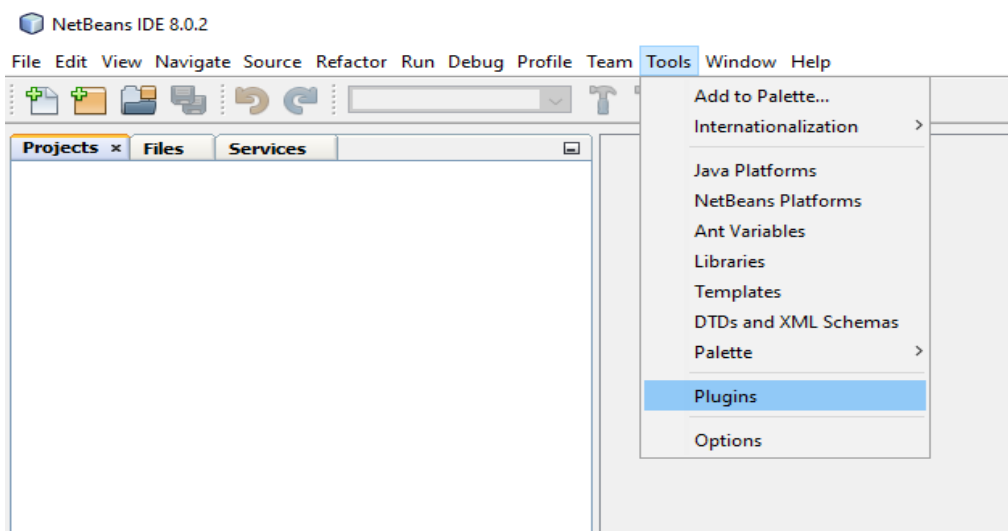 NetBeans IDE 8.0.2
File Edit View Navigate Source Refactor Run Debug Profile Team Tools Window Help
Projects Files Services
Add to Palette...
Internationalization
Java Platforms
NetBeans Platforms
Ant Variables
Libraries
Templates
DTDs and XML Schemas
Palette
Plugins
Options